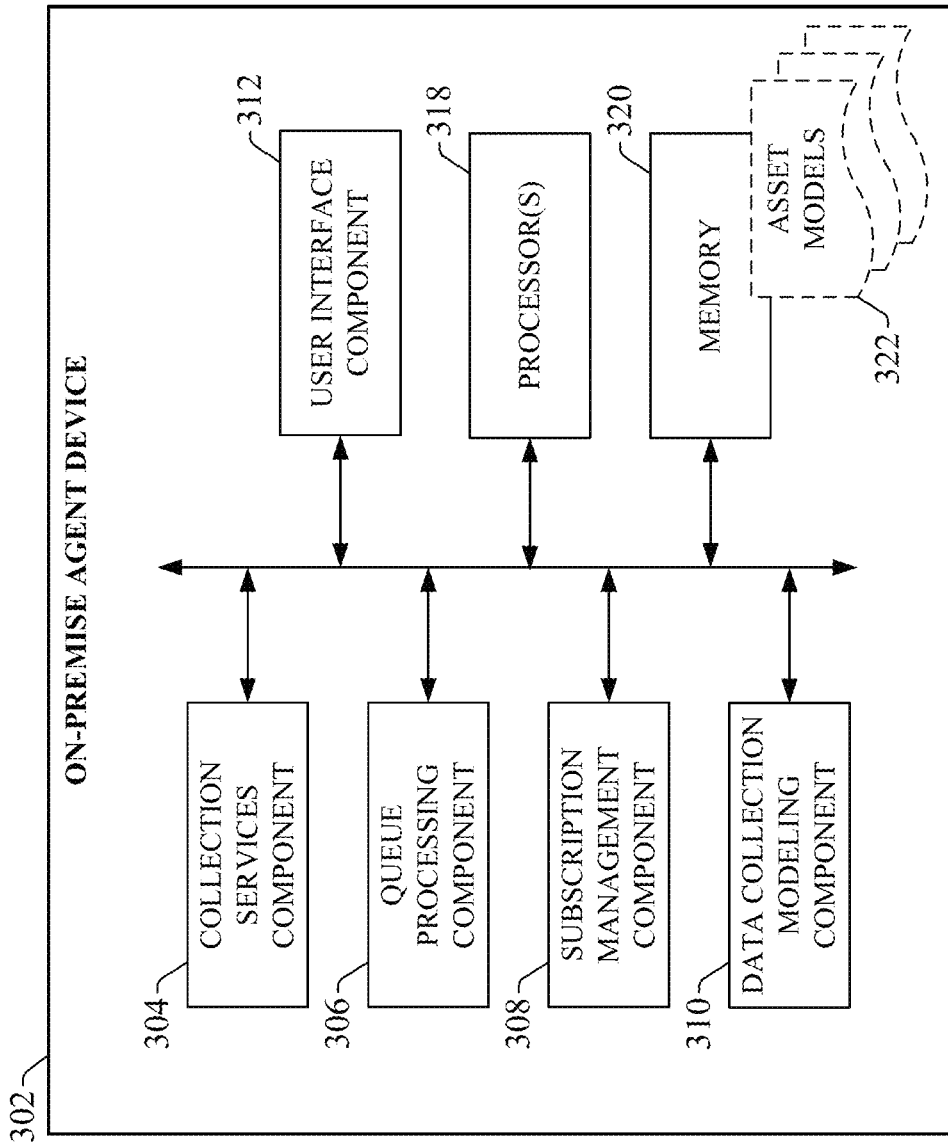 302
ON-PREMISE AGENT DEVICE
304
COLLECTION
SERVICES
COMPONENT
306
QUEUE
PROCESSING
COMPONENT
308
SUBSCRIPTION
MANAGEMENT
COMPONENT
310
DATA COLLECTION
MODELING
COMPONENT
312
USER INTERFACE
COMPONENT
318
PROCESSOR(S)
320
MEMORY
ASSET
MODELS
322